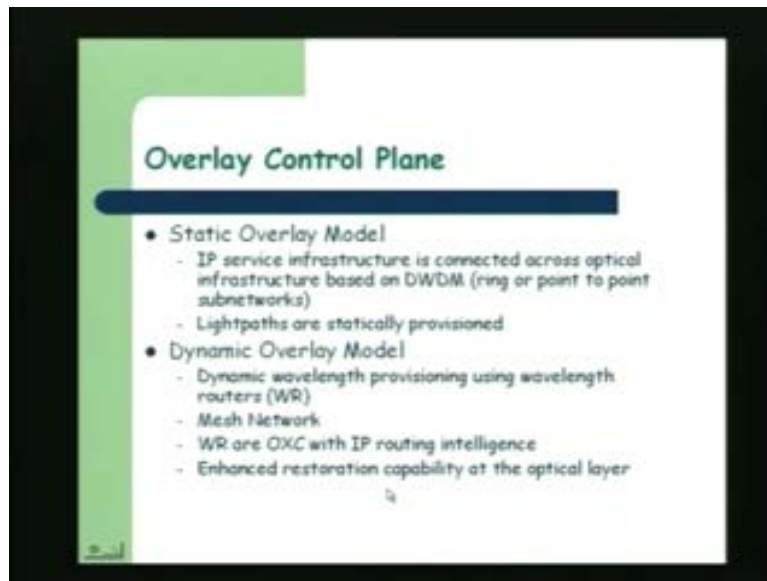 Overlay Control Plane
• Static Overlay Model
- IP service infrastructure is connected across optical
infrastructure based on DWDM (ring or point to point
subnetworks)
- Lightpaths are statically provisioned
• Dynamic Overlay Model
- Dynamic wavelength provisioning using wavelength
routers (WR)
- Mesh Network
- WR are OXC with IP routing intelligence
- Enhanced restoration capability at the optical layer